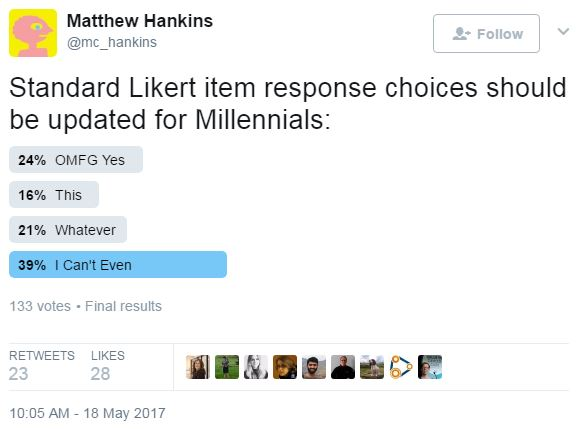 Matthew Hankins
@mc_hankins
Follow
Standard Likert item response choices should
be updated for Millennials:
24% OMFG Yes
16% This
21% Whatever
39% I Can't Even
133 votes • Final results
RETWEETS LIKES
23 28
10:05 AM - 18 May 2017